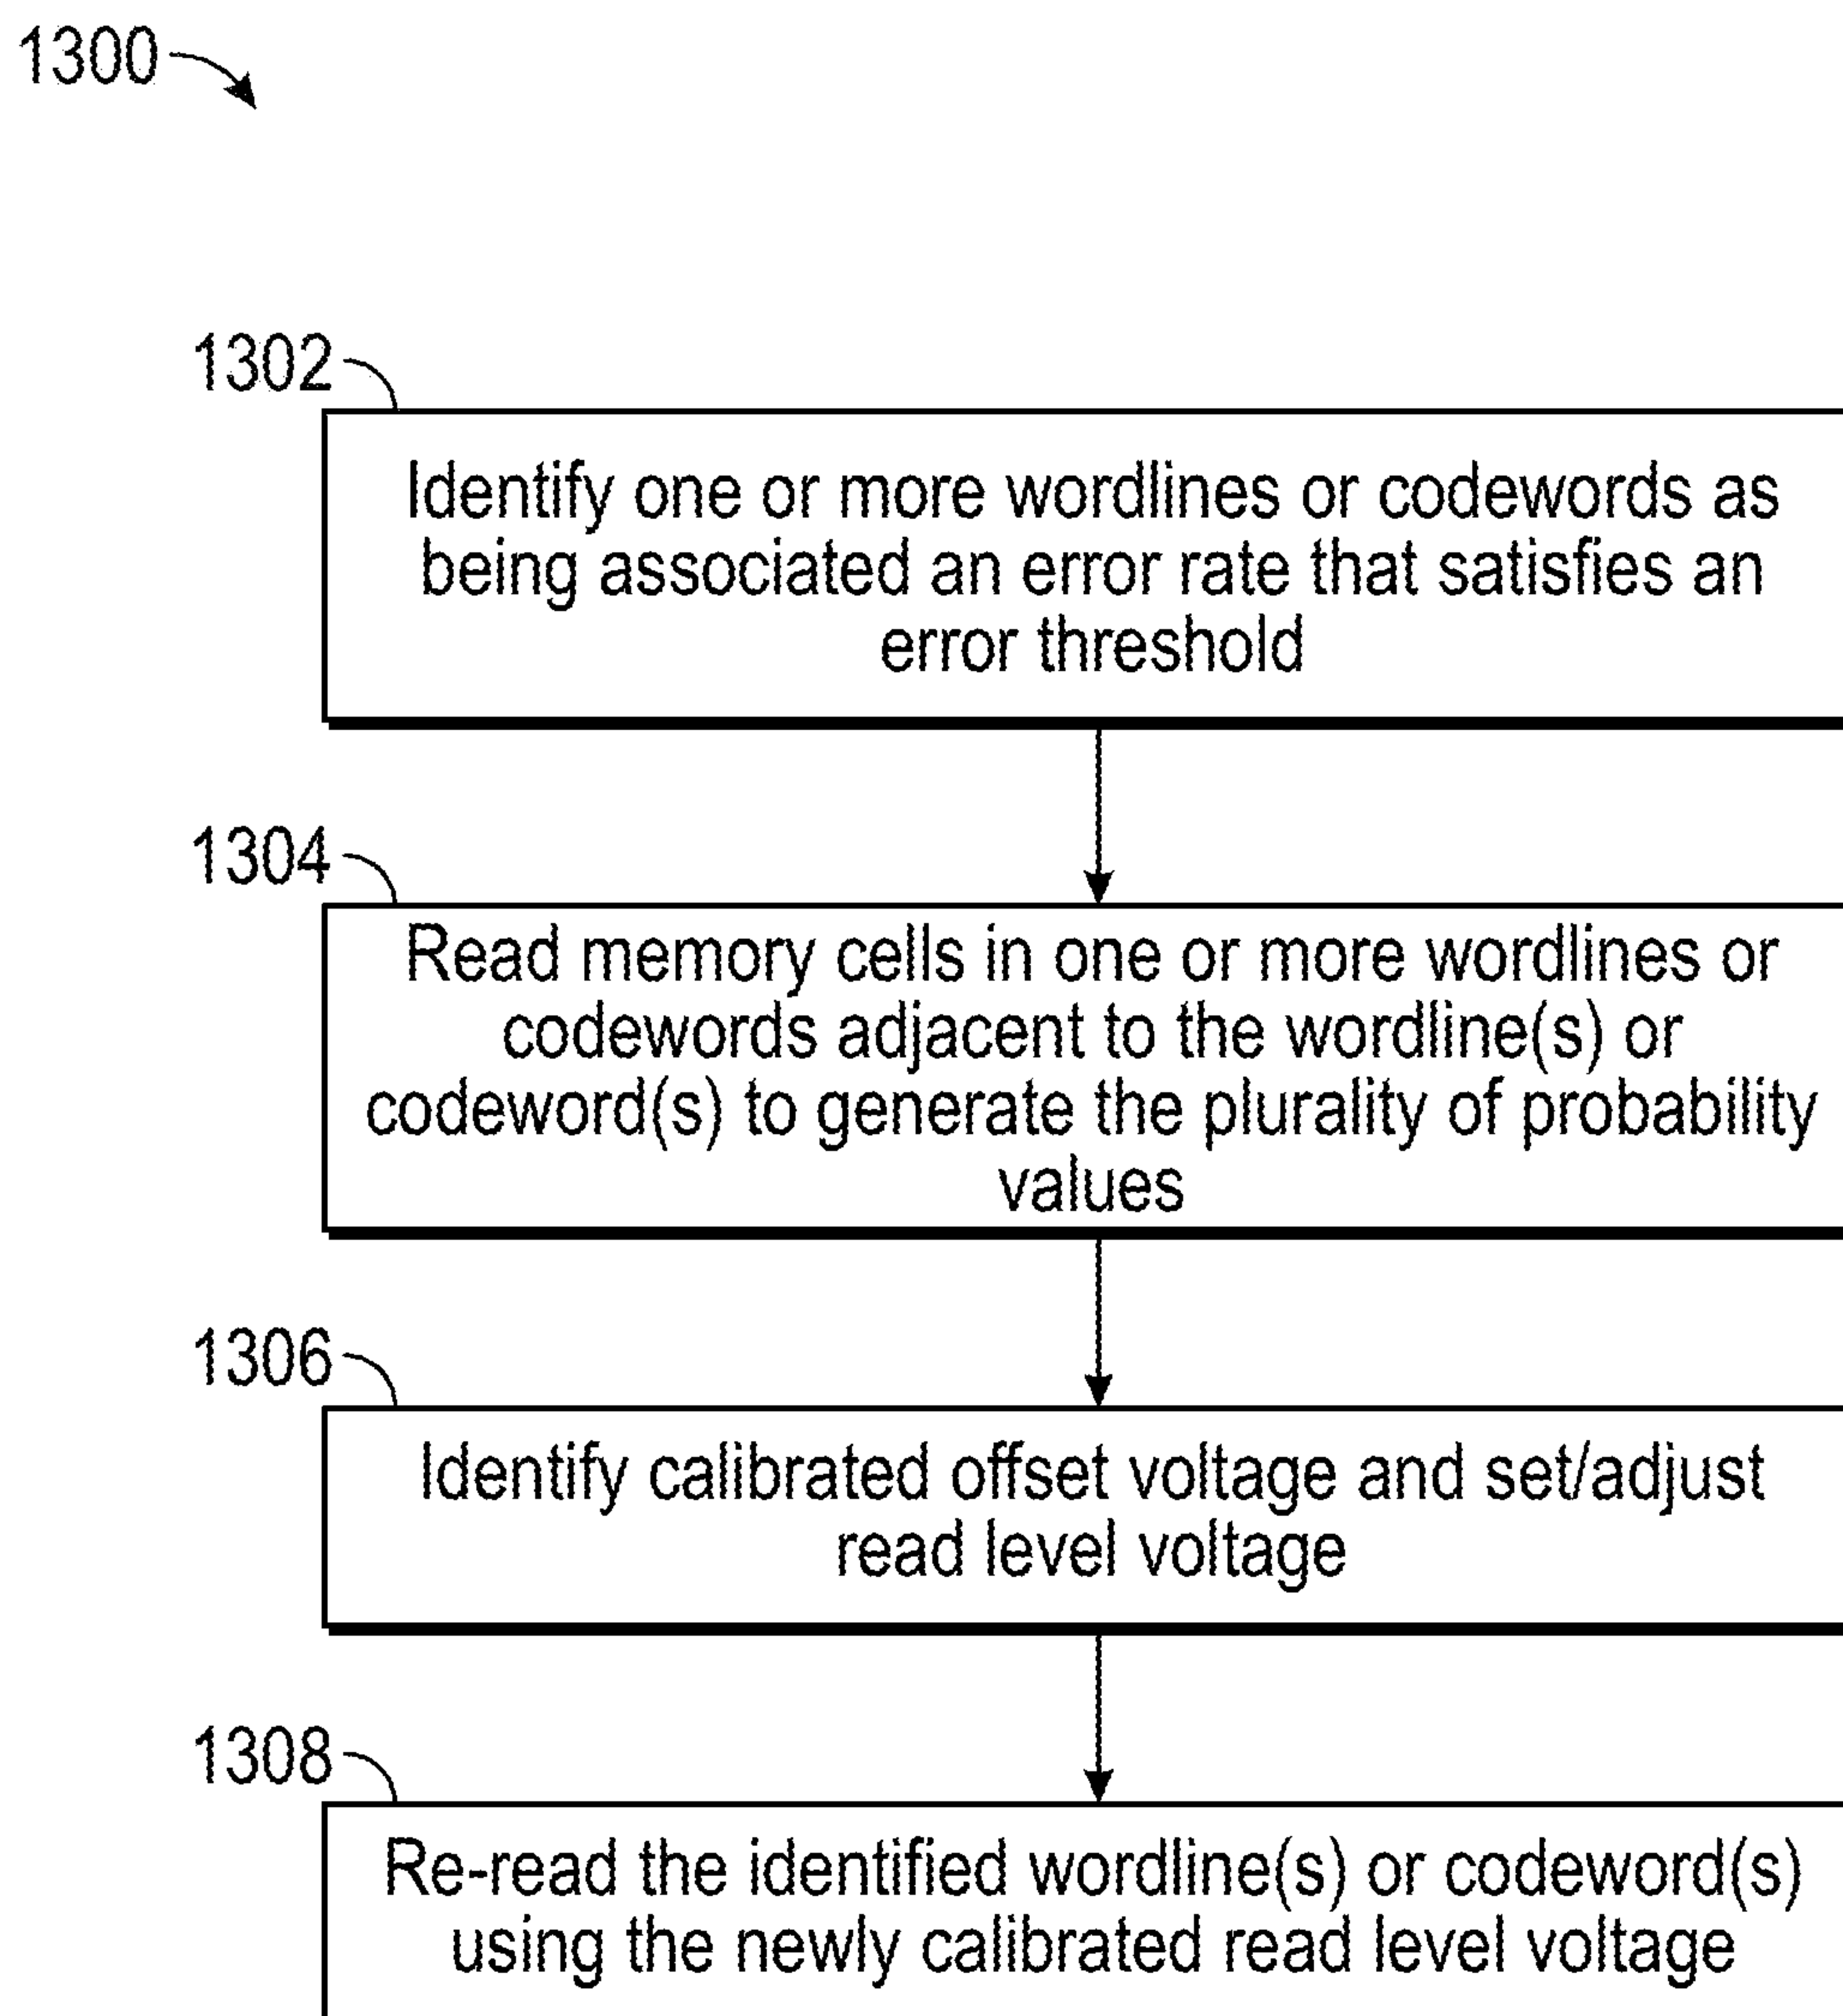 1300
1302
Identify one or more wordlines or codewords as
being associated an error rate that satisfies an
error threshold
1304
Read memory cells in one or more wordlines or
codewords adjacent to the wordline(s) or
codeword(s) to generate the plurality of probability
values
1306
Identify calibrated offset voltage and set/adjust
read level voltage
1308
Re-read the identified wordline(s) or codeword(s)
using the newly calibrated read level voltage